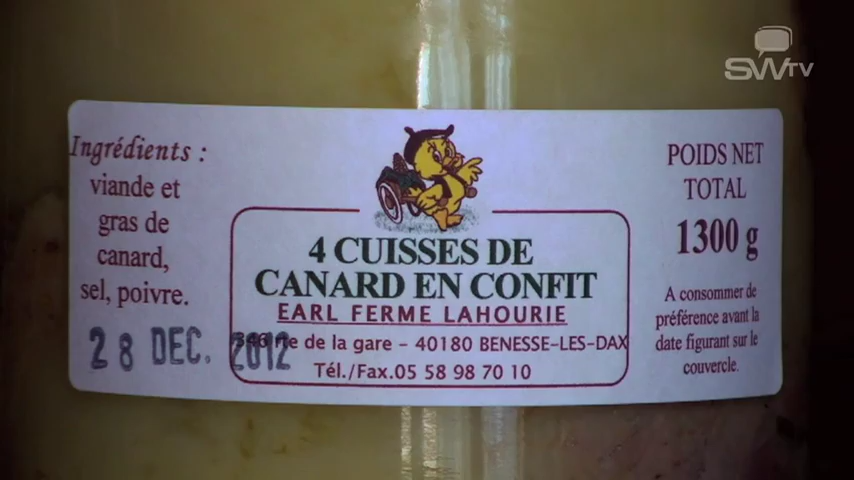 SWTV
Ingrédients :
viande et
gras de
canard,
sel, poivre.
28 DEC. 2012
4 CUISSES DE
CANARD EN CONFIT
EARL FERME LAHOURIE
de la gare – 40180 BENESSE-LES-DAX
Tél./Fax.05 58 98 70 10
POIDS NET
TOTAL
1300 g
A consommer de
préférence avant la
date figurant sur le
couvercle.